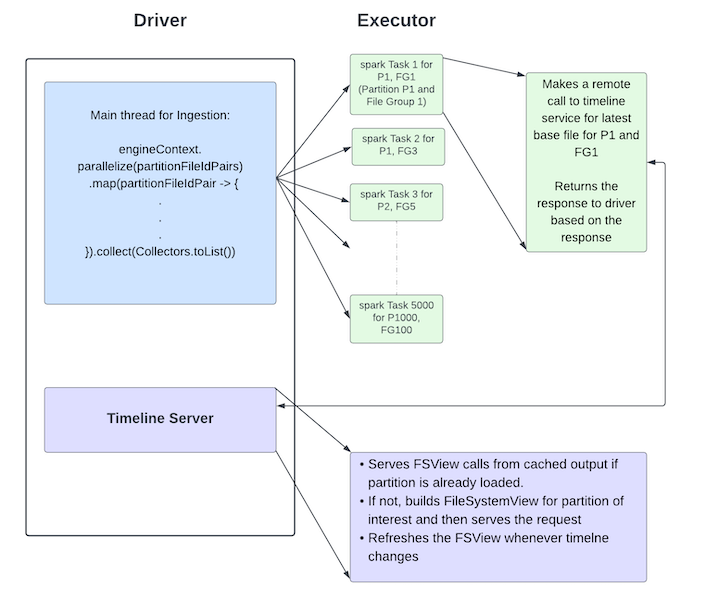 Driver
Executor
Main thread for Ingestion:
engineContext.
parallelize(partitionFileIdPairs)
.map(partitionFileIdPair -> {
.
.
.
}).collect(Collectors.toList())
spark Task 1 for
P1, FG1
(Partition P1 and
File Group 1)
spark Task 2 for
P1, FG3
spark Task 3 for
P2, FG5
spark Task 5000
for P1000,
FG100
Makes a remote
call to timeline
service for latest
base file for P1 and
FG1
Returns the
response to driver
based on the
response
Timeline Server
• Serves FSView calls from cached output if
partition is already loaded.
• If not, builds FileSystemView for partition of
interest and then serves the request
• Refreshes the FSView whenever timelne
changes